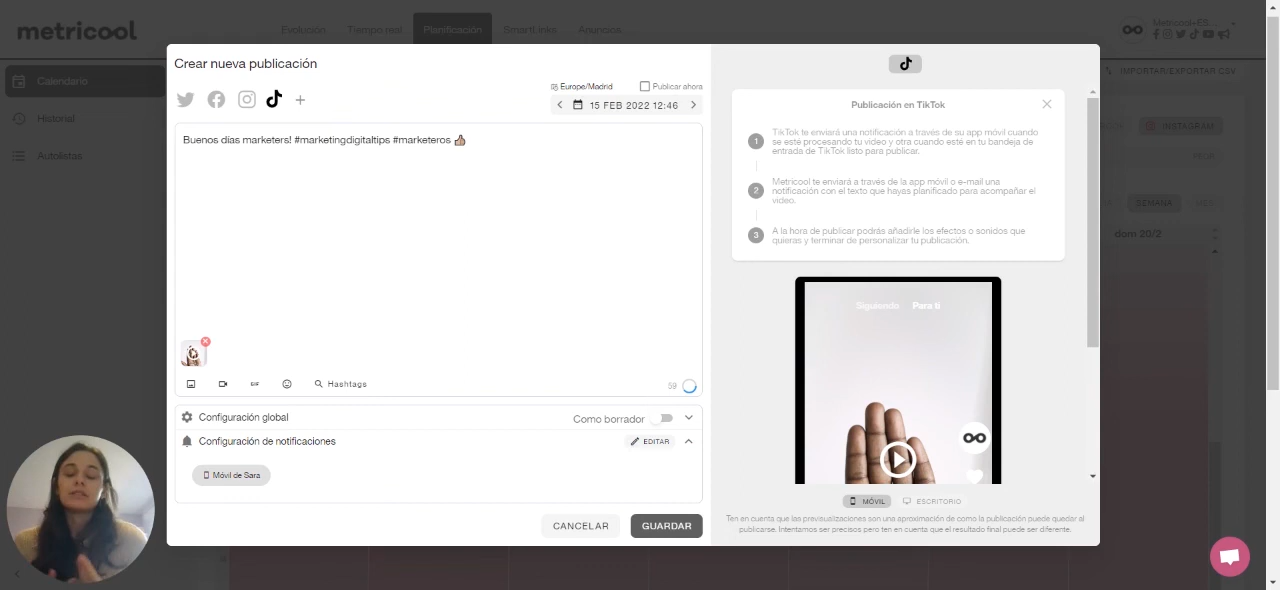 metricool
Evolución
Tiempo real
Planificación
SmartLinks
Anuncios
Metricool+ES...
Calendario
Historial
Autolistas
IMPORTAR/EXPORTAR CSV
INSTAGRAM
SEMANA
dom 20/2
Crear nueva publicación
Europe/Madrid
Publicar ahora
15 FEB 2022 12:46
Buenos días marketers! #marketingdigitaltips #marketeros 👍🏽
GIF
Hashtags
59
Configuración global
Como borrador
Configuración de notificaciones
EDITAR
Móvil de Sara
CANCELAR
GUARDAR
Publicación en TikTok
1
TikTok te enviará una notificación a través de su app móvil cuando
se esté procesando tu video y otra cuando esté en tu bandeja de
entrada de TikTok listo para publicar.
2
Metricool te enviará a través de la app móvil o e-mail una
notificación con el texto que hayas planificado para acompañar el
video.
3
A la hora de publicar podrás añadirle los efectos o sonidos que
quieras y terminar de personalizar tu publicación.
Siguiendo
Para ti
MÓVIL
ESCRITORIO
Ten en cuenta que las previsualizaciones son una aproximación de como la publicación puede quedar al
publicarse. Intentamos ser precisos pero ten en cuenta que el resultado final puede ser diferente.